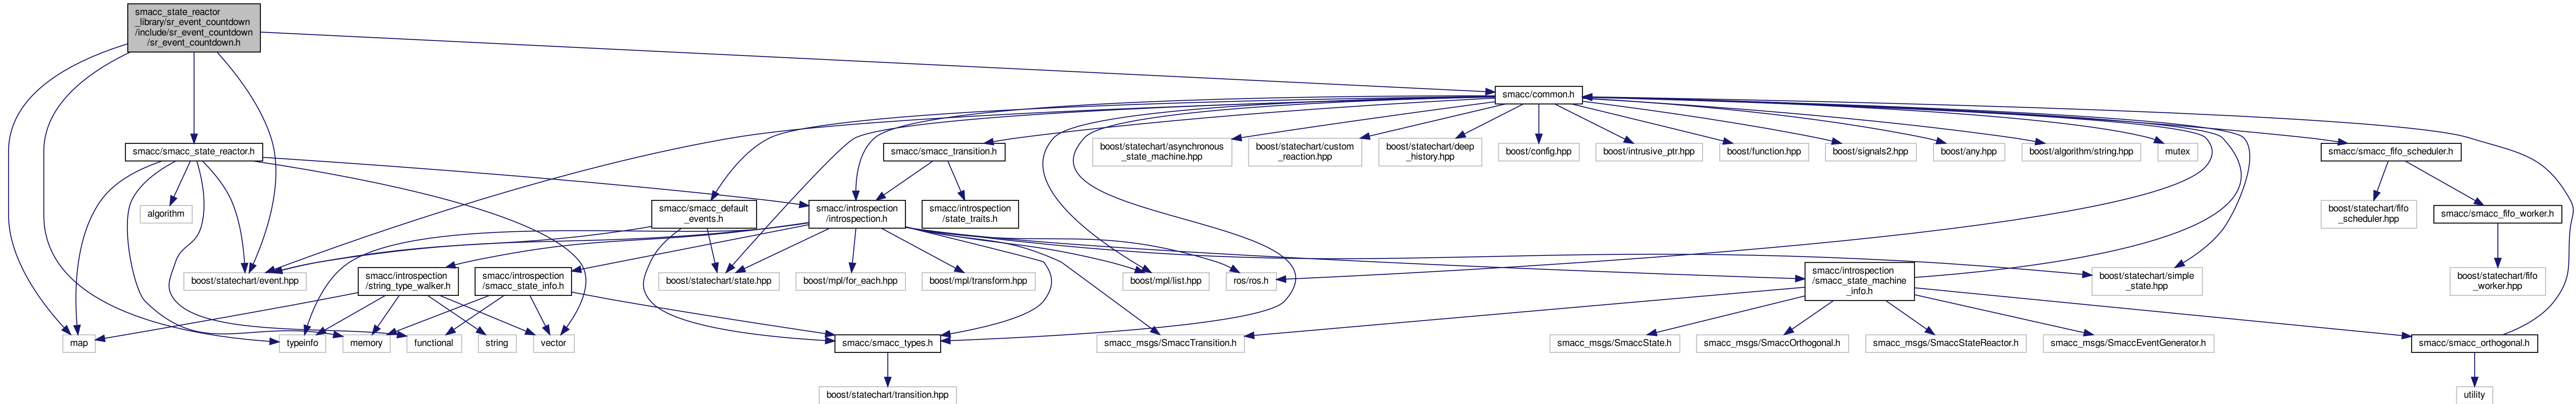 smacc_state_reactor
_library/sr_event_countdown
/include/sr_event_countdown
/sr_event_countdown.h
smacc/common.h
smacc/smacc_state_reactor.h
smacc/smacc_transition.h
boost/statechart/asynchronous
_state_machine.hpp
boost/statechart/custom
_reaction.hpp
boost/statechart/deep
_history.hpp
boost/config.hpp
boost/intrusive_ptr.hpp
boost/function.hpp
boost/signals2.hpp
boost/any.hpp
boost/algorithm/string.hpp
mutex
smacc/smacc_fifo_scheduler.h
algorithm
smacc/smacc_default
_events.h
smacc/introspection
/introspection.h
smacc/introspection
/state_traits.h
boost/statechart/fifo
_scheduler.hpp
smacc/smacc_fifo_worker.h
boost/statechart/event.hpp
smacc/introspection
/string_type_walker.h
smacc/introspection
/smacc_state_info.h
boost/statechart/state.hpp
boost/mpl/for_each.hpp
boost/mpl/transform.hpp
boost/mpl/list.hpp
ros/ros.h
smacc/introspection
/smacc_state_machine
_info.h
boost/statechart/simple
_state.hpp
boost/statechart/fifo
_worker.hpp
map
typeinfo
memory
functional
string
vector
smacc/smacc_types.h
smacc_msgs/SmaccTransition.h
smacc_msgs/SmaccState.h
smacc_msgs/SmaccOrthogonal.h
smacc_msgs/SmaccStateReactor.h
smacc_msgs/SmaccEventGenerator.h
smacc/smacc_orthogonal.h
boost/statechart/transition.hpp
utility